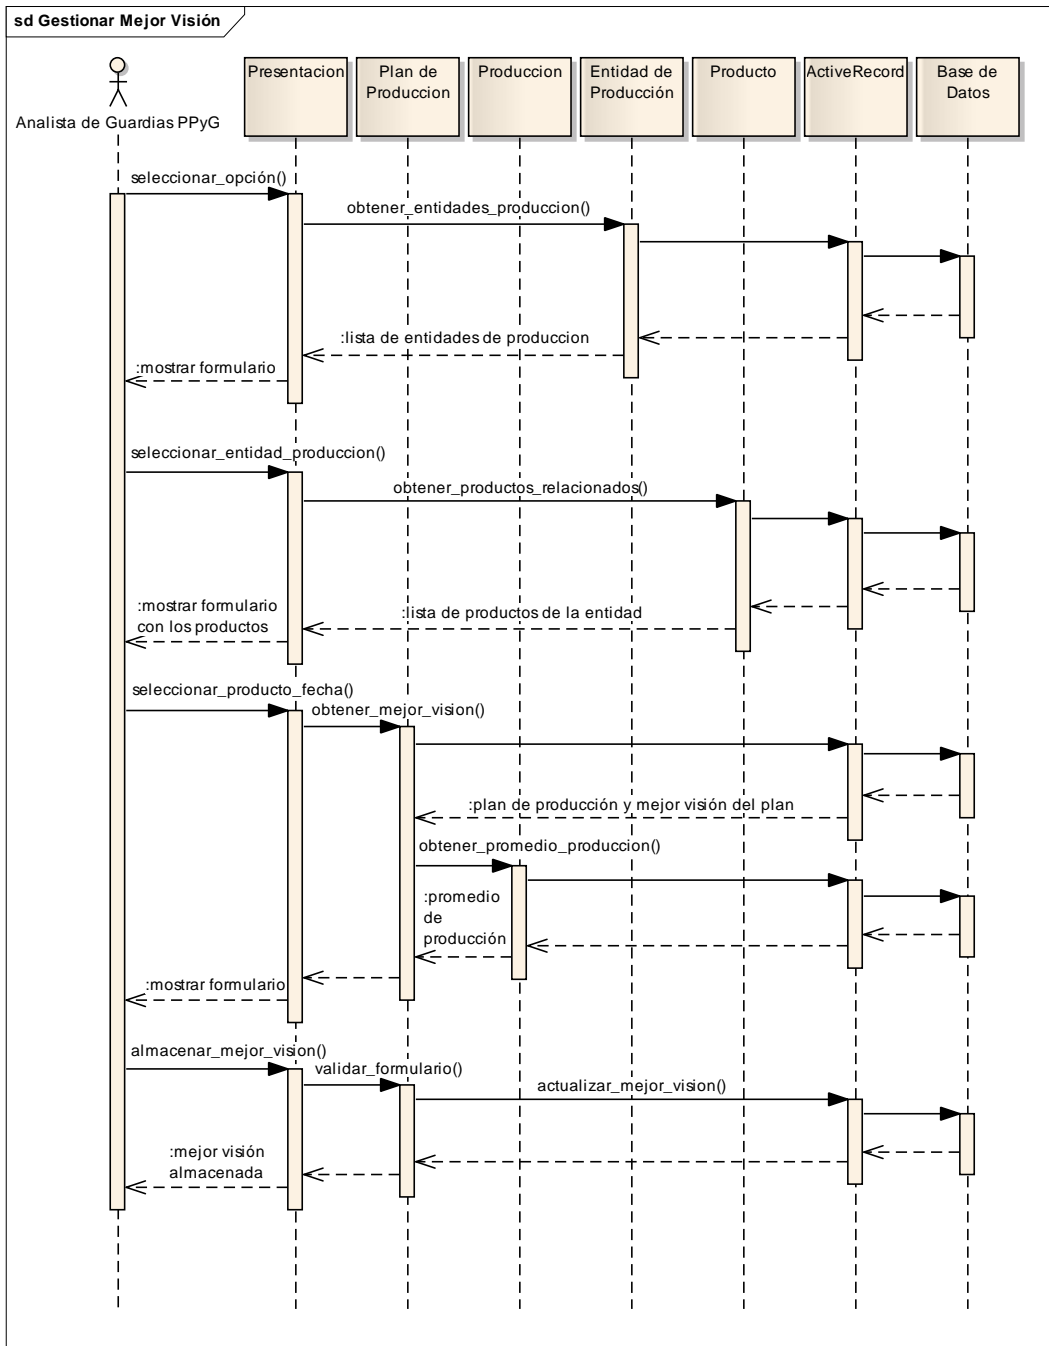 sd Gestionar Mejor Visión
Analista de Guardias PPyG
Presentacion
Plan de
Produccion
Produccion
Entidad de
Producción
Producto
ActiveRecord
Base de
Datos
seleccionar_opción()
obtener_entidades_produccion()
:lista de entidades de produccion
:mostrar formulario
seleccionar_entidad_produccion()
obtener_productos_relacionados()
:lista de productos de la entidad
:mostrar formulario
con los productos
seleccionar_producto_fecha()
obtener_mejor_vision()
:plan de producción y mejor visión del plan
obtener_promedio_produccion()
:promedio
de
producción
:mostrar formulario
almacenar_mejor_vision()
validar_formulario()
actualizar_mejor_vision()
:mejor visión
almacenada